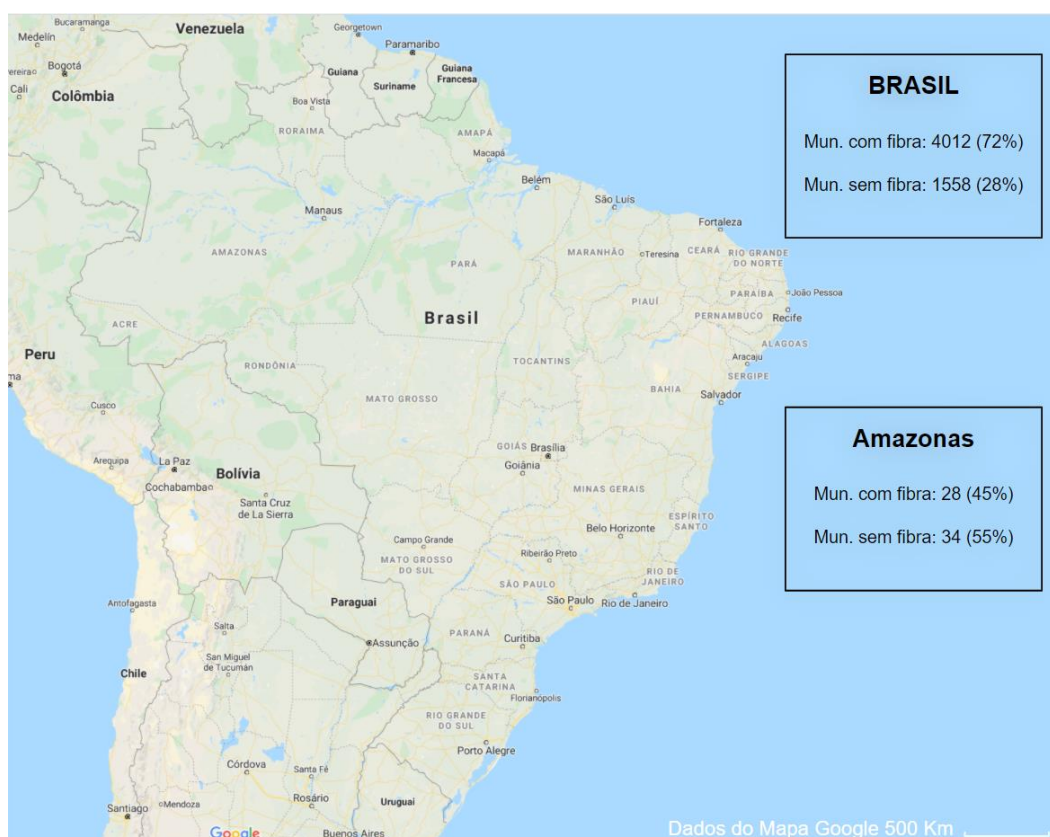 Bucaramanga
Medellín
Venezuela
Georgetown
Paramaribo
Bogotá
Cali
Colômbia
Guiana
Suriname
Guiana
Francesa
Boa Vista
RORAIMA
AMAPÁ
Macapá
BRASIL
Mun. com fibra: 4012 (72%)
Mun. sem fibra: 1558 (28%)
Belém
São Luís
Manaus
Fortaleza
AMAZONAS
PARÁ
MARANHÃO
Teresina
CEARÁ
RIO GRANDE
DO NORTE
PIAUÍ
PARAÍBA
João Pessoa
PERNAMBUCO
Recife
Brasil
ACRE
ALAGOAS
Peru
RONDÔNIA
TOCANTINS
Aracaju
SERGIPE
BAHIA
Salvador
MATO GROSSO
Cusco
Amazonas
Mun. com fibra: 28 (45%)
Mun. sem fibra: 34 (55%)
GOIÁS
Brasília
Goiânia
Arequipa
La Paz
Bolívia
Cochabamba
Santa Cruz
de La Sierra
MINAS GERAIS
ESPÍRITO
SANTO
Belo Horizonte
Campo Grande
MATO GROSSO
DO SUL
Ribeirão Preto
RIO DE
JANEIRO
SÃO PAULO
São Paulo
Rio de Janeiro
Antofagasta
Paraguai
Salta
Assunção
PARANÁ
Curitiba
San Miguel
de Tucumán
Chile
SANTA
CATARINA
Florianópolis
RIO GRANDE
DO SUL
Porto Alegre
Córdova
Santa Fé
Mendoza
Rosário
Uruguai
Santiago
Google
Buenos Aires
Dados do Mapa Google 500 Km